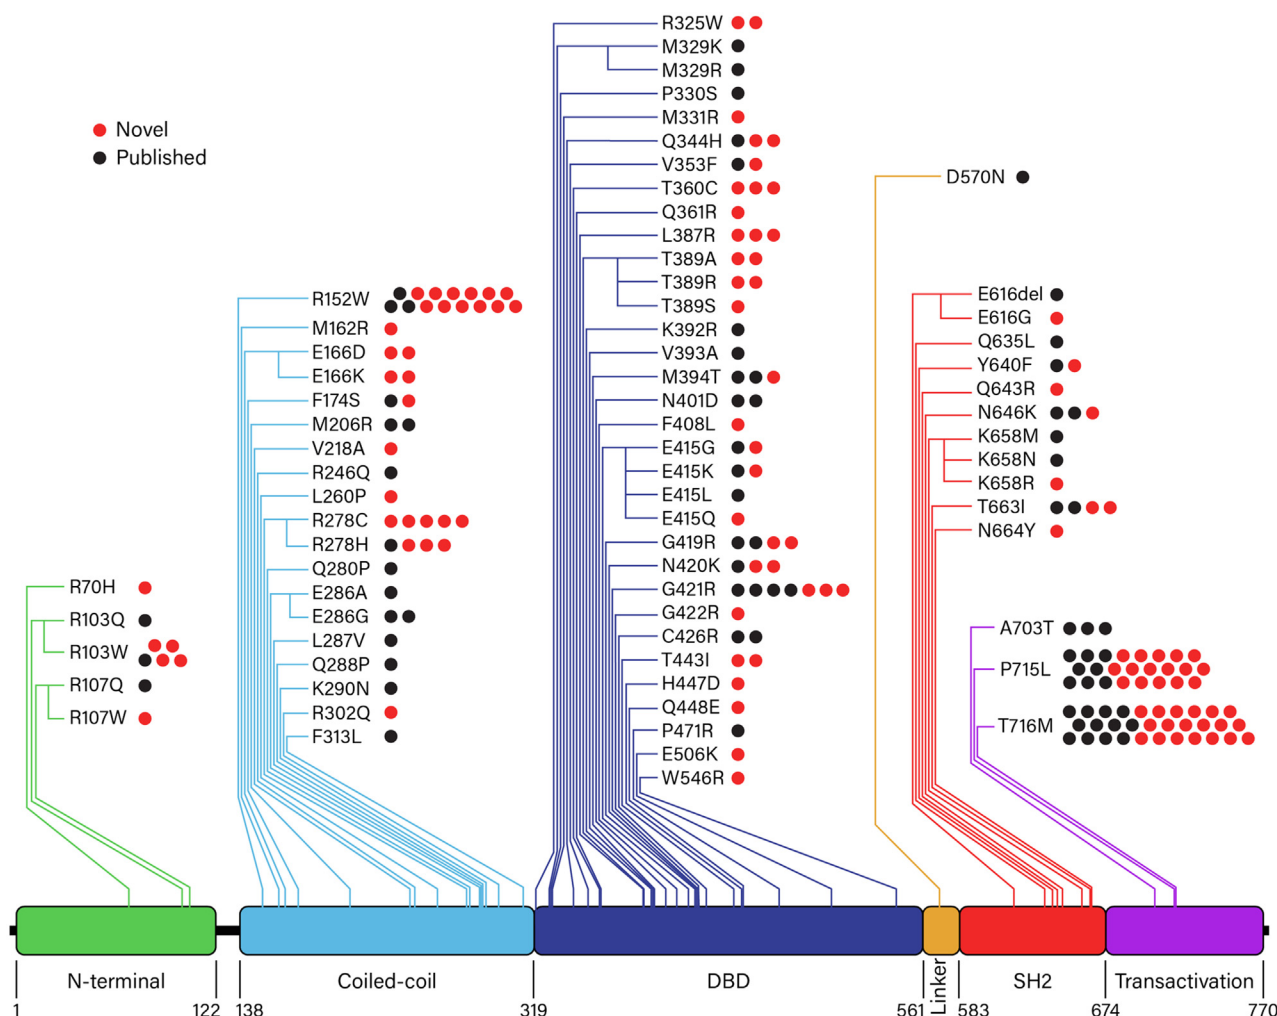 Novel
Published
R70H
R103Q
R103W
R107Q
R107W
R152W
M162R
E166D
E166K
F174S
M206R
V218A
R246Q
L260P
R278C
R278H
Q280P
E286A
E286G
L287V
Q288P
K290N
R302Q
F313L
R325W
M329K
M329R
P330S
M331R
Q344H
V353F
T360C
Q361R
L387R
T389A
T389R
T389S
K392R
V393A
M394T
N401D
F408L
E415G
E415K
E415L
E415Q
G419R
N420K
G421R
G422R
C426R
T443I
H447D
Q448E
P471R
E506K
W546R
D570N
E616del
E616G
Q635L
Y640F
Q643R
N646K
K658M
K658N
K658R
T663I
N664Y
A703T
P715L
T716M
N-terminal
Coiled-coil
DBD
Linker
SH2
Transactivation
1
122
138
319
561
583
674
770